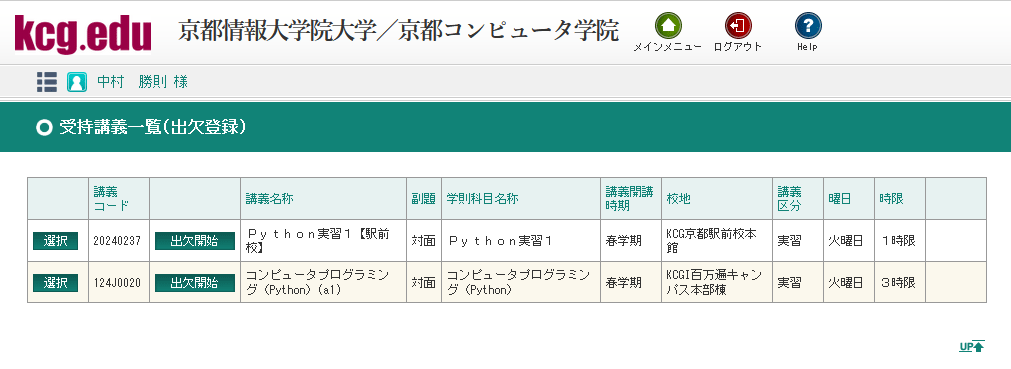 kcg.edu 京都情報大学院大学／京都コンピュータ学院
メインメニュー ログアウト Help
中村　勝則 様
受持講義一覧(出欠登録)
講義コード 講義名称 副題 学則科目名称 講義開講時期 校地 講義区分 曜日 時限
選択 20240237 出欠開始 Ｐｙｔｈｏｎ実習１【駅前校】 対面 Ｐｙｔｈｏｎ実習１ 春学期 KCG京都駅前校本館 実習 火曜日 １時限
選択 124J0020 出欠開始 コンピュータプログラミング（Python）(a1) 対面 コンピュータプログラミング（Python） 春学期 KCGI百万遍キャンパス本部棟 実習 火曜日 ３時限
UP